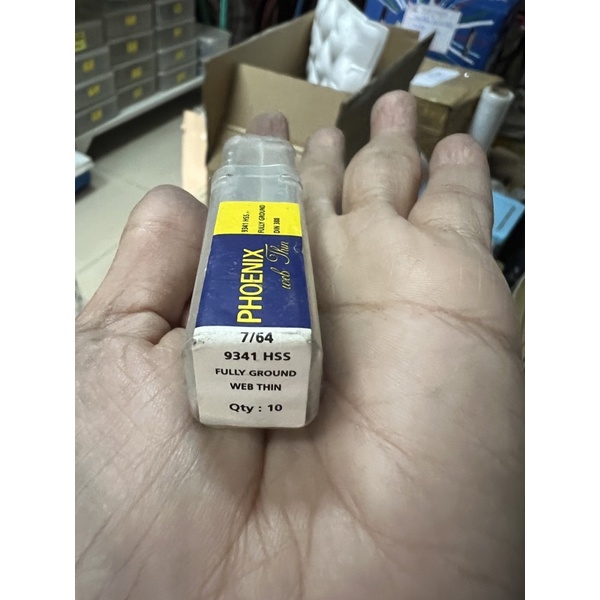 9341 HSS
FULLY GROUND
DIN 338
PHOENIX
web Thin
7/64
9341 HSS
FULLY GROUND
WEB THIN
Qty : 10